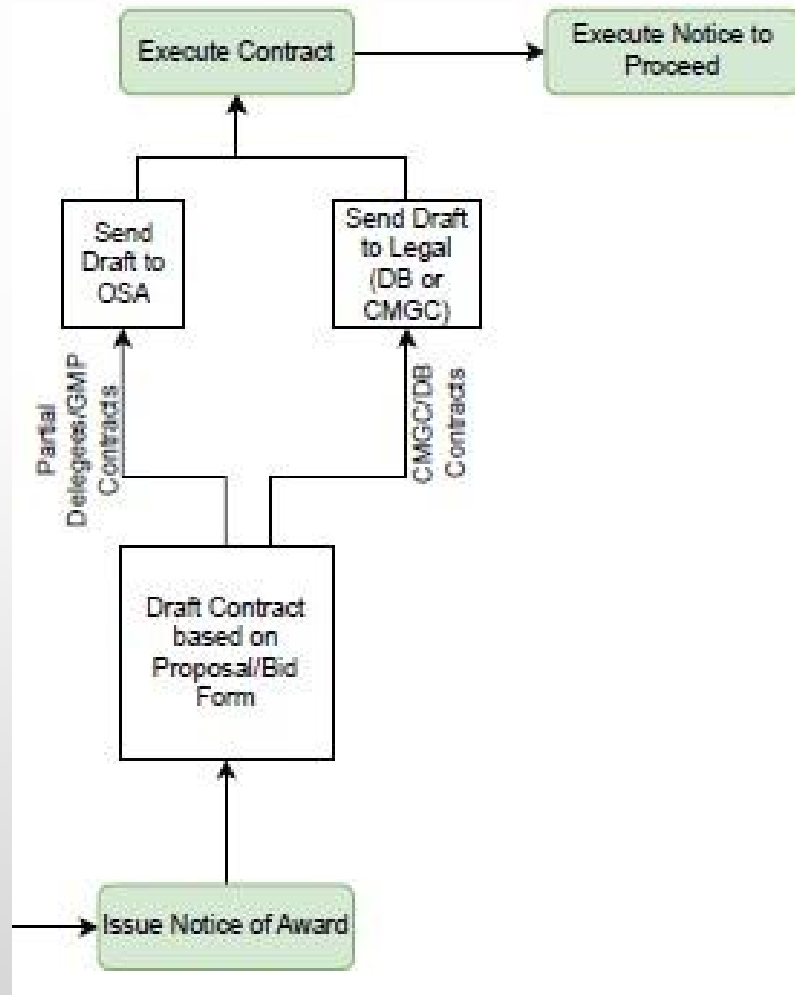 Execute Contract
Execute Notice to
Proceed
Send
Draft to
OSA
Send Draft
to Legal
(DB or
CMGC)
Partial
Delegees/GMP
Contracts
CMGC/DB
Contracts
Draft Contract
based on
Proposal/Bid
Form
Issue Notice of Award